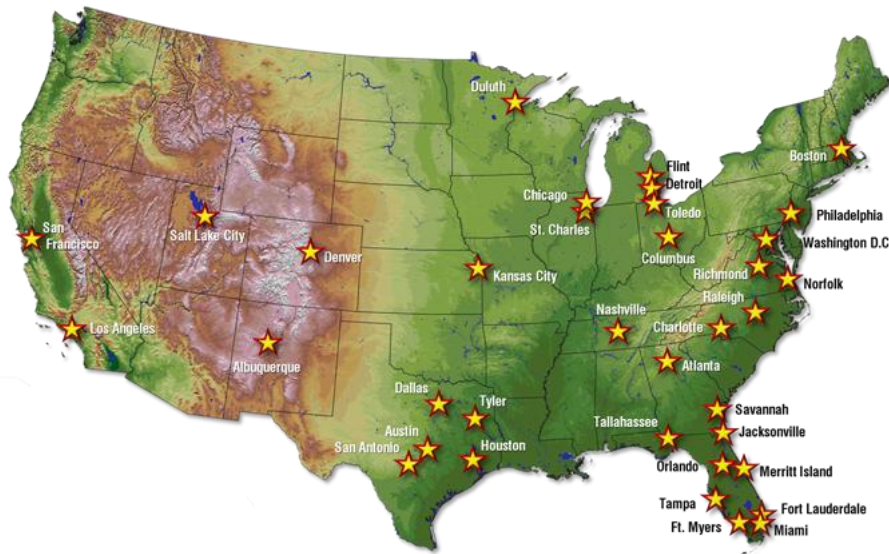 Duluth
Boston
Flint
Detroit
Chicago
Toledo
St. Charles
Philadelphia
San
Francisco
Salt Lake City
Columbus
Washington D.C
Denver
Kansas City
Richmond
Norfolk
Raleigh
Nashville
Charlotte
Los Angeles
Albuquerque
Atlanta
Dallas
Tyler
Savannah
Tallahassee
Jacksonville
Austin
San Antonio
Houston
Orlando
Merritt Island
Tampa
Fort Lauderdale
Ft. Myers
Miami